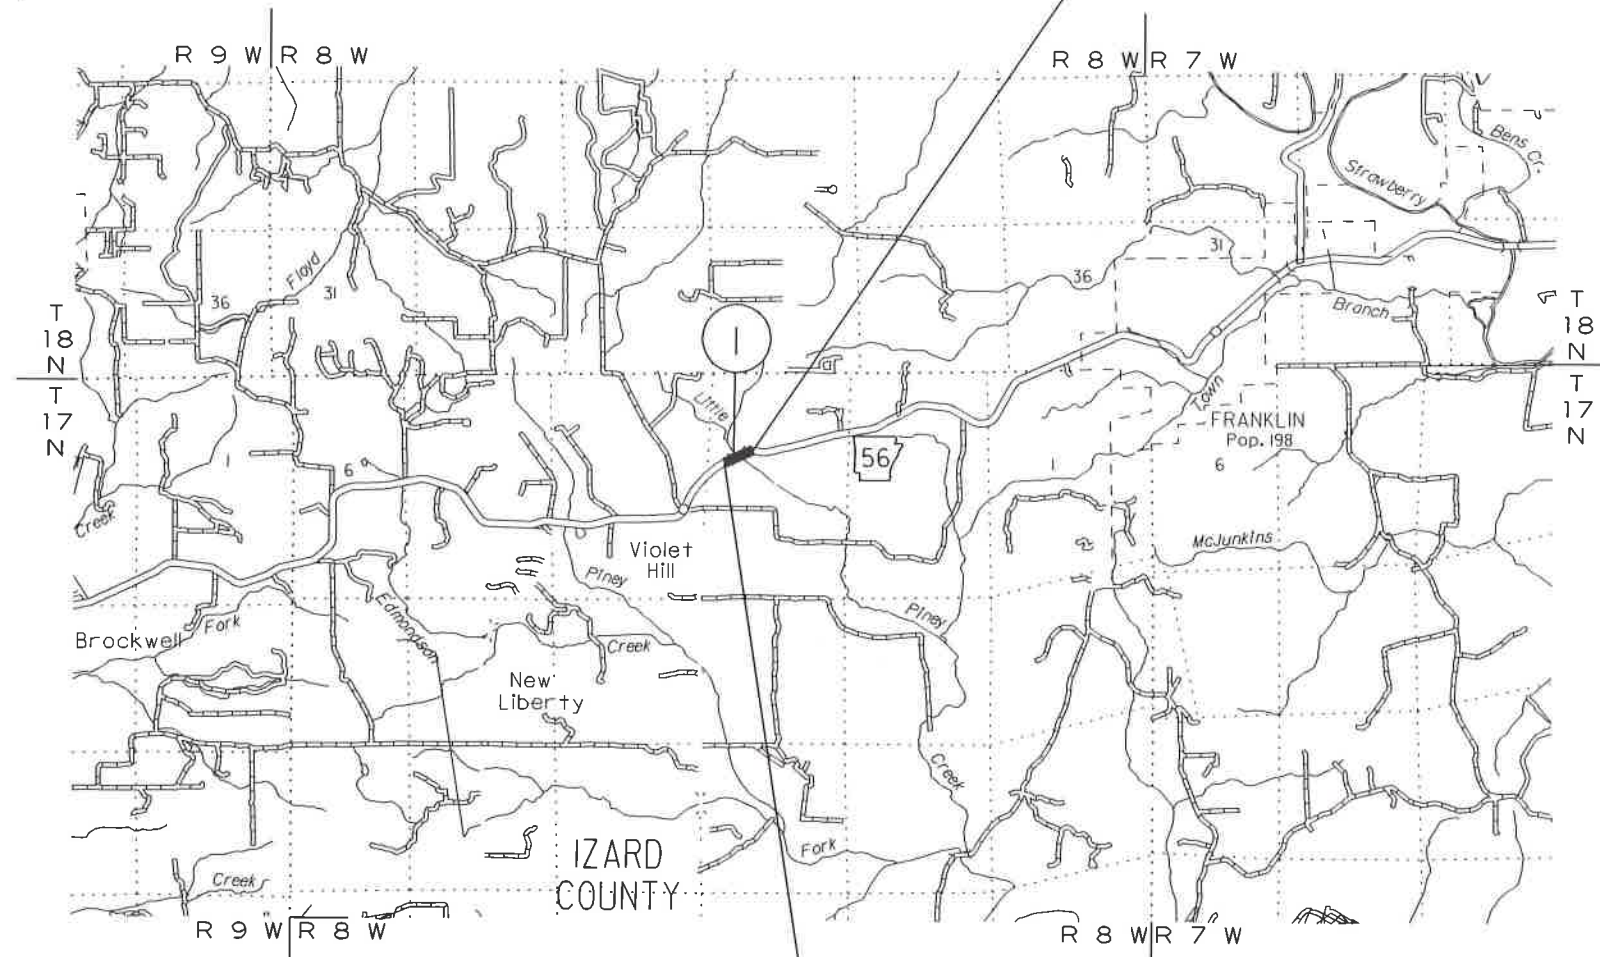 R 9 W R 8 W
R 8 W R 7 W
Bens Cr.
Strawberry
31
36
Floyd
36
31
T
18
N
T
17
N
Branch
T
18
N
T
17
N
1
Little
Town
FRANKLIN
Pop. 198
56
1
6
1
6
Creek
McJunkins
Violet
Hill
Piney
Edmondson
Piney
Fork
Brockwell
Creek
New
Liberty
Creek
Fork
IZARD
COUNTY
Creek
R 9 W R 8 W
R 8 W R 7 W